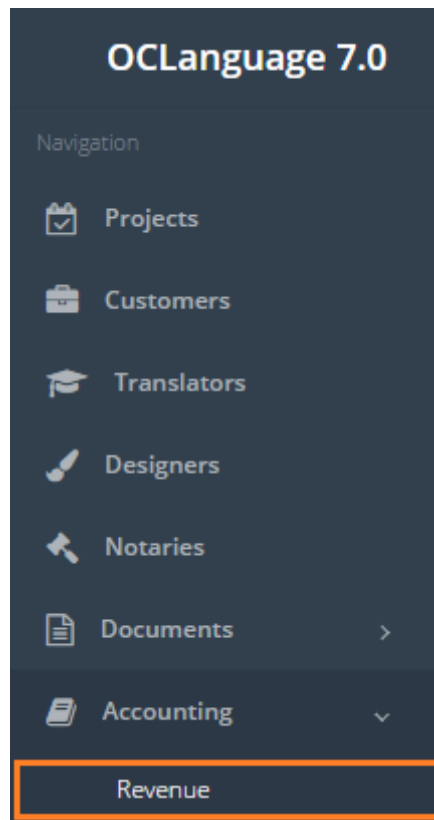 OCLanguage 7.0
Navigation
Projects
Customers
Translators
Designers
Notaries
Documents
Accounting
Revenue